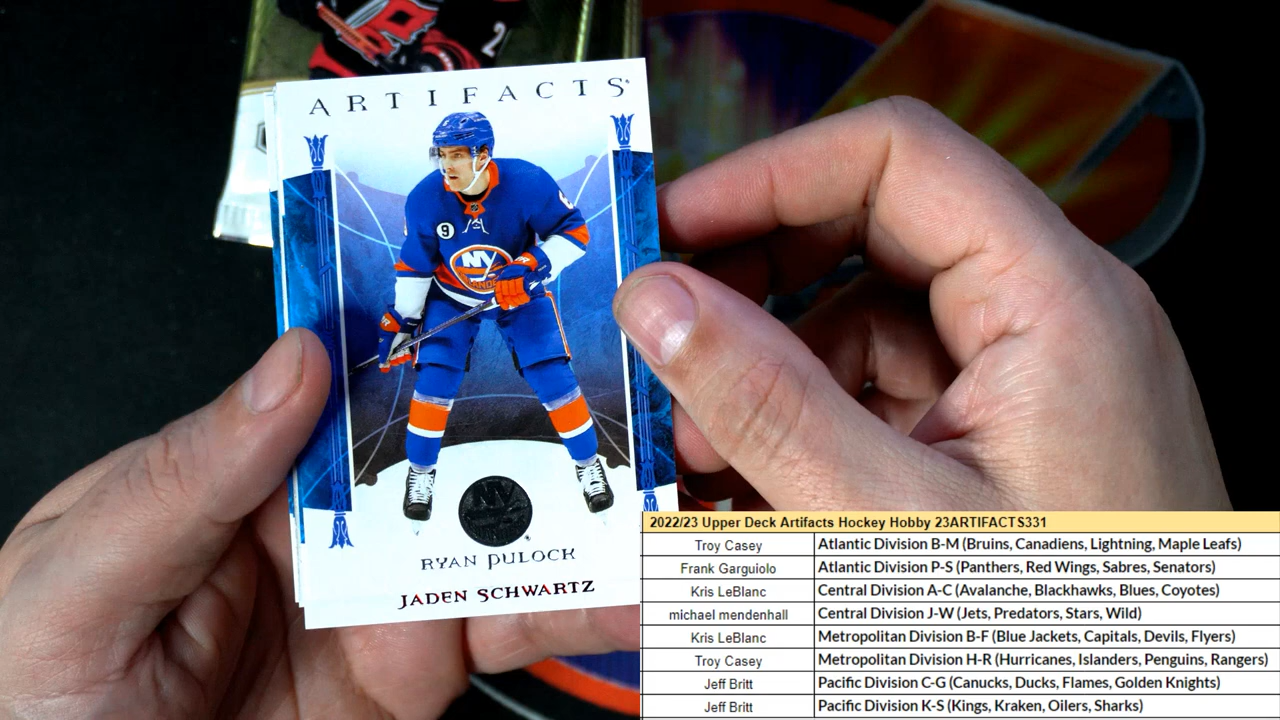 2
ARTIFACTS
9
NY
RYAN PULOCK
JADEN SCHWARTZ
2022/23 Upper Deck Artifacts Hockey Hobby 23ARTIFACTS331
Troy Casey Atlantic Division B-M (Bruins, Canadiens, Lightning, Maple Leafs)
Frank Garguiolo Atlantic Division P-S (Panthers, Red Wings, Sabres, Senators)
Kris LeBlanc Central Division A-C (Avalanche, Blackhawks, Blues, Coyotes)
michael mendenhall Central Division J-W (Jets, Predators, Stars, Wild)
Kris LeBlanc Metropolitan Division B-F (Blue Jackets, Capitals, Devils, Flyers)
Troy Casey Metropolitan Division H-R (Hurricanes, Islanders, Penguins, Rangers)
Jeff Britt Pacific Division C-G (Canucks, Ducks, Flames, Golden Knights)
Jeff Britt Pacific Division K-S (Kings, Kraken, Oilers, Sharks)